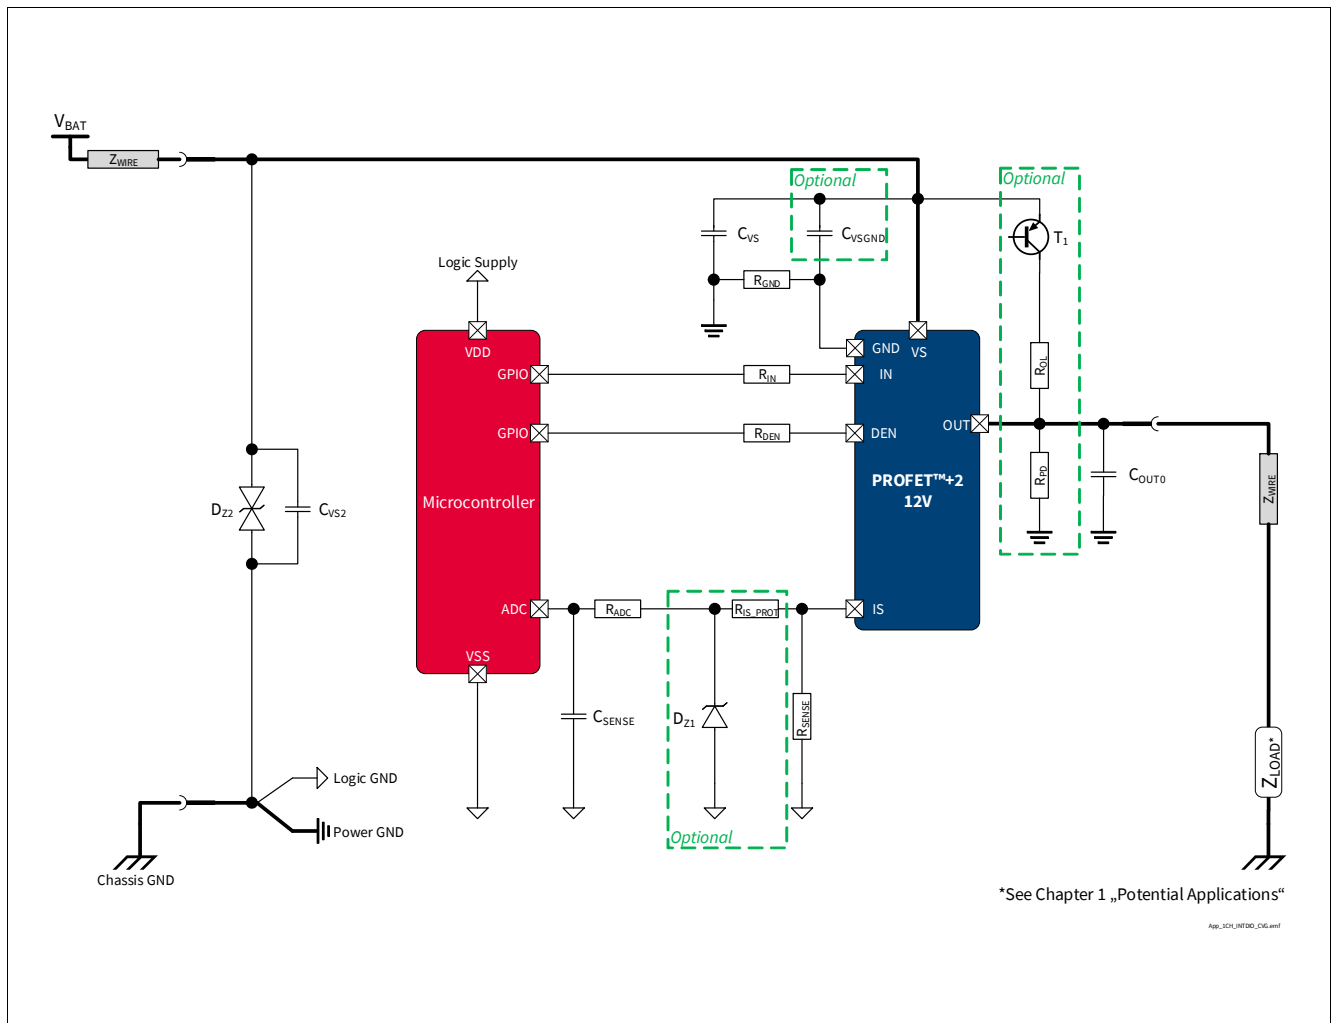 VBAT
ZWIRE
Optional
Optional
CVS
CVSGND
T1
Logic Supply
RGND
VDD
GND
VS
GPIO
RIN
IN
ROL
GPIO
RDEN
DEN
OUT
RPD
COUT0
PROFET™+2
12V
ZWIRE
DZ2
CVS2
Microcontroller
ADC
RADC
RIS_PROT
IS
VSS
CSENSE
DZ1
RSENSE
ZLOAD*
Logic GND
Power GND
Optional
Chassis GND
*See Chapter 1 „Potential Applications“
App_1CH_INTDIO_CVG.emf